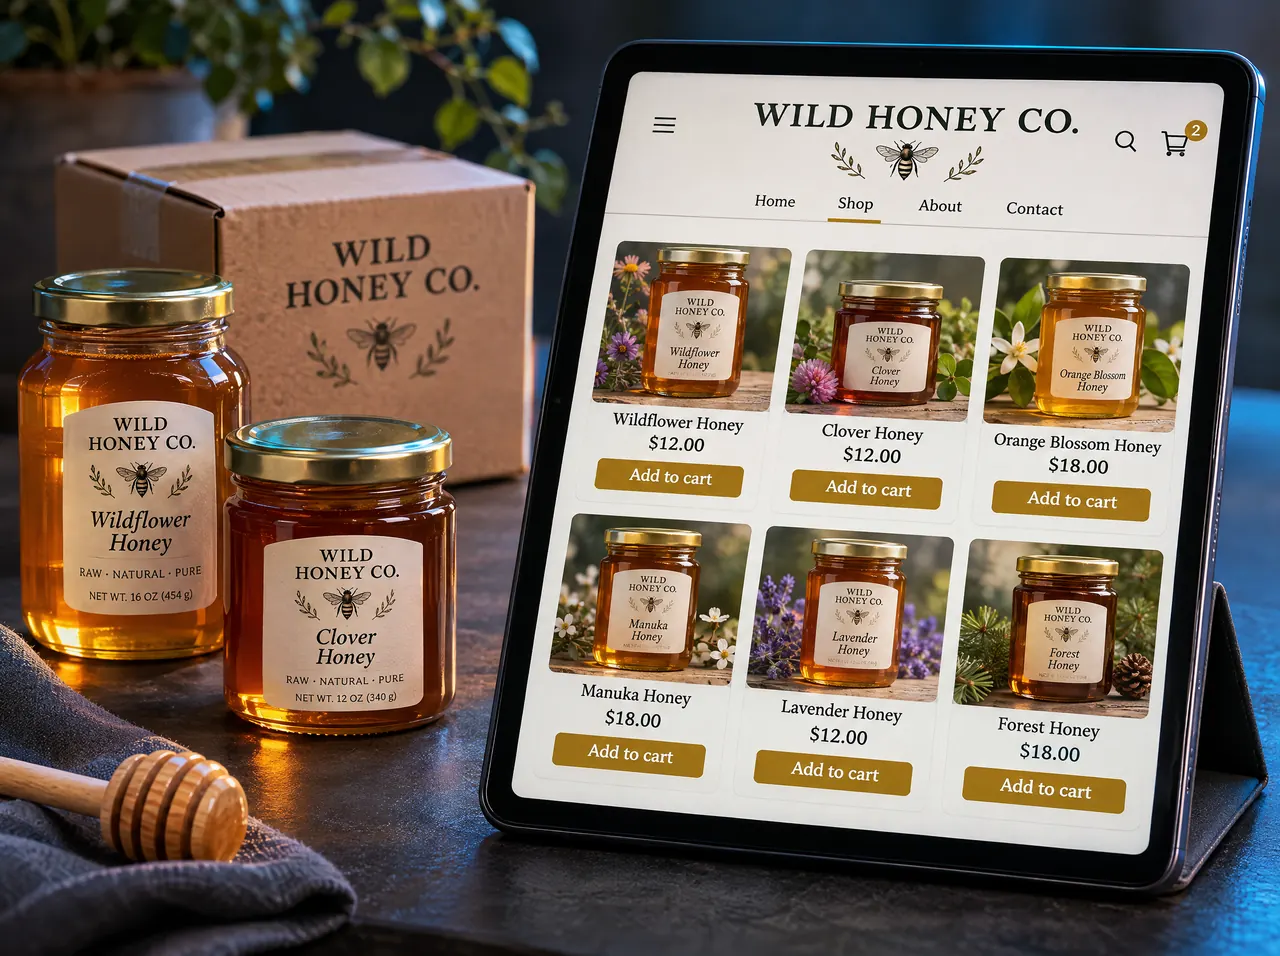 WILD
HONEY CO.
WILD
HONEY CO.
Wildflower
Honey
RAW · NATURAL · PURE
NET WT. 16 OZ (454 g)
WILD
HONEY CO.
Clover
Honey
RAW · NATURAL · PURE
NET WT. 12 OZ (340 g)
WILD HONEY CO.
2
Home Shop About Contact
WILD
HONEY CO.
Wildflower
Honey
Wildflower Honey
$12.00
Add to cart
WILD
HONEY CO.
Clover
Honey
Clover Honey
$12.00
Add to cart
WILD
HONEY CO.
Orange Blossom
Honey
Orange Blossom Honey
$18.00
Add to cart
WILD
HONEY CO.
Manuka
Honey
Manuka Honey
$18.00
Add to cart
WILD
HONEY CO.
Lavender
Honey
Lavender Honey
$12.00
Add to cart
WILD
HONEY CO.
Forest
Honey
Forest Honey
$18.00
Add to cart